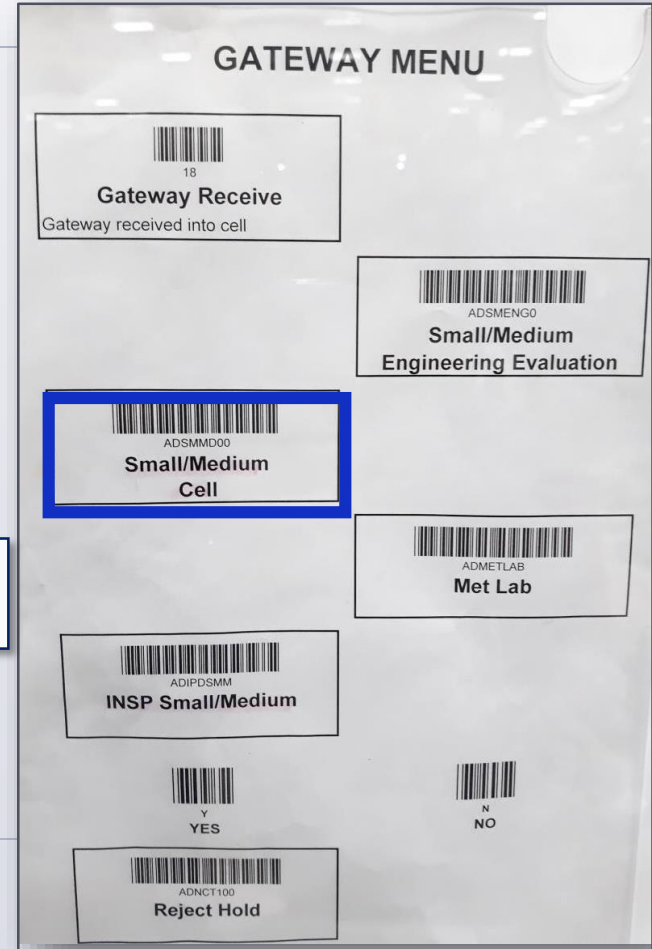 GATEWAY MENU
18
Gateway Receive
Gateway received into cell
ADSMENG0
Small/Medium
Engineering Evaluation
ADSMMD00
Small/Medium
Cell
ADMETLAB
Met Lab
ADIPDSMM
INSP Small/Medium
Y
YES
N
NO
ADNCT100
Reject Hold